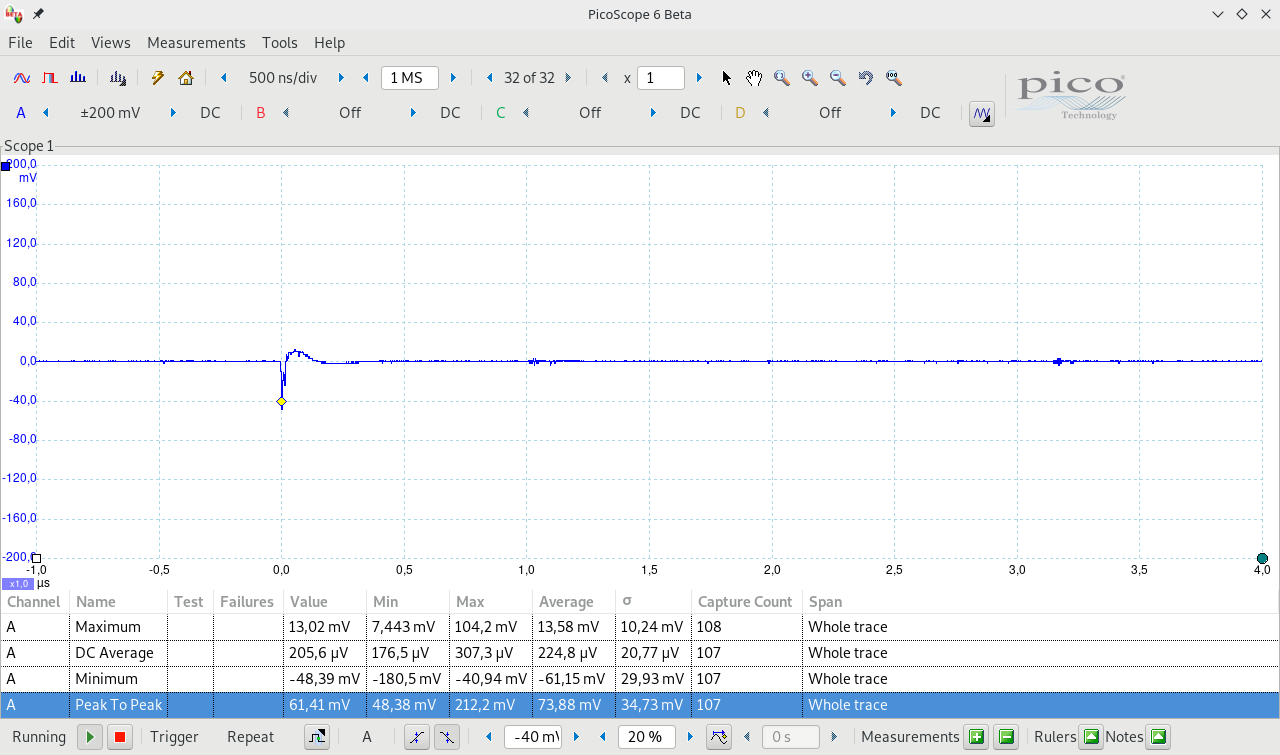 BETA
PicoScope 6 Beta
File Edit Views Measurements Tools Help
500 ns/div 1 MS 32 of 32 x 1
A ±200 mV DC B Off DC C Off DC D Off DC
pico
Technology
Scope 1
200,0
mV
160,0
120,0
80,0
40,0
0,0
-40,0
-80,0
-120,0
-160,0
-200,0
-1,0 -0,5 0,0 0,5 1,0 1,5 2,0 2,5 3,0 3,5 4,0
x1,0 µs
Channel Name Test Failures Value Min Max Average σ Capture Count Span
A Maximum 13,02 mV 7,443 mV 104,2 mV 13,58 mV 10,24 mV 108 Whole trace
A DC Average 205,6 µV 176,5 µV 307,3 µV 224,8 µV 20,77 µV 107 Whole trace
A Minimum -48,39 mV -180,5 mV -40,94 mV -61,15 mV 29,93 mV 107 Whole trace
A Peak To Peak 61,41 mV 48,38 mV 212,2 mV 73,88 mV 34,73 mV 107 Whole trace
Running Trigger Repeat A -40 mV 20 % 0 s Measurements Rulers Notes